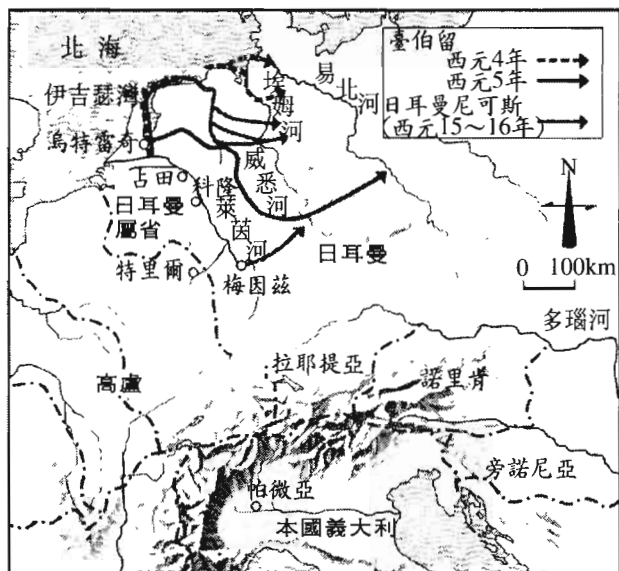 北海
伊吉瑟灣
烏特雷奇
占田
科隆
日耳曼
屬省
特里爾
萊茵河
梅因茲
埃姆河
威悉河
易北河
日耳曼
臺伯留
西元4年
西元5年
日耳曼尼可斯
(西元15～16年)
N
0 100km
多瑙河
拉耶提亞
諾里肯
高盧
旁諾尼亞
帕微亞
本國義大利